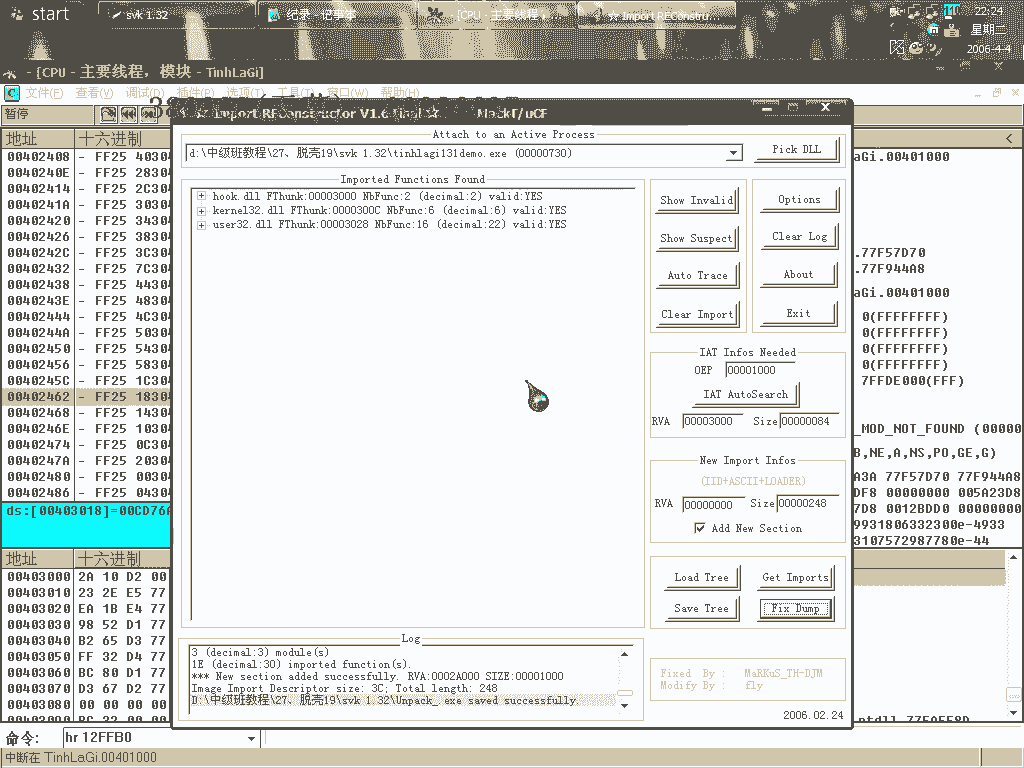 start
svk 1.32
纪录 - 记事本
[CPU - 主要线程,
☆ Import REConstru...
22:24
星期二
2006-4-4
- [CPU - 主要线程, 模块 - TinhLaGi]
文件(F) 查看(V) 调试(D) 插件(P) 选项(T) 窗口(W) 帮助(H)
暂停
地址 十六进制
00402408 - FF25 4030
0040240E - FF25 2830
00402414 - FF25 2C30
0040241A - FF25 3030
00402420 - FF25 3430
00402426 - FF25 3830
0040242C - FF25 3C30
00402432 - FF25 7C30
00402438 - FF25 4430
0040243E - FF25 4830
00402444 - FF25 4C30
0040244A - FF25 5030
00402450 - FF25 5430
00402456 - FF25 5830
0040245C - FF25 1C30
00402462 - FF25 1830
00402468 - FF25 1430
0040246E - FF25 1030
00402474 - FF25 0C30
0040247A - FF25 2030
00402480 - FF25 0030
00402486 - FF25 0430
ds:[00403018]=00CD76
地址 十六进制
00403000 2A 10 D2 00
00403010 23 2E E5 77
00403020 EA 1B E4 77
00403030 98 52 D1 77
00403040 B2 65 D3 77
00403050 FF 32 D4 77
00403060 BC 80 D1 77
00403070 D3 67 D2 77
00403080 00 00 00 00
命令: hr 12FFB0
中断在 TinhLaGi.00401000
Import REConstructor V1.6 Final ☆ MackT/uCF
Attach to an Active Process
d:\中级班教程\27、脱壳19\svk 1.32\tinhlagi131demo.exe (00000730)
Pick DLL
Imported Functions Found
hook.dll FThunk:00003000 NbFunc:2 (decimal:2) valid:YES
kernel32.dll FThunk:0000300C NbFunc:6 (decimal:6) valid:YES
user32.dll FThunk:00003028 NbFunc:16 (decimal:22) valid:YES
Show Invalid
Show Suspect
Auto Trace
Clear Import
Options
Clear Log
About
Exit
IAT Infos Needed
OEP 00001000
IAT AutoSearch
RVA 00003000 Size 00000084
New Import Infos
(IID+ASCII+LOADER)
RVA 00000000 Size 00000248
Add New Section
Load Tree
Get Imports
Save Tree
Fix Dump
Log
3 (decimal:3) module(s)
1E (decimal:30) imported function(s).
*** New section added successfully. RVA:0002A000 SIZE:00001000
Image Import Descriptor size: 3C; Total length: 248
D:\中级班教程\27、脱壳19\svk 1.32\Unpack_.exe saved successfully.
Fixed By : MaRKuS_TH-DJM
Modify By : fly
2006.02.24
aGi.00401000
.77F57D70
.77F944A8
aGi.00401000
0(FFFFFFFF)
0(FFFFFFFF)
0(FFFFFFFF)
0(FFFFFFFF)
7FFDE000(FFF)
_MOD_NOT_FOUND (00000
B,NE,A,NS,PO,GE,G)
A3A 77F57D70 77F944A8
DF8 00000000 005A23D8
7D8 0012BDD0 00000000
9931806332300e-4933
3107572987780e-44